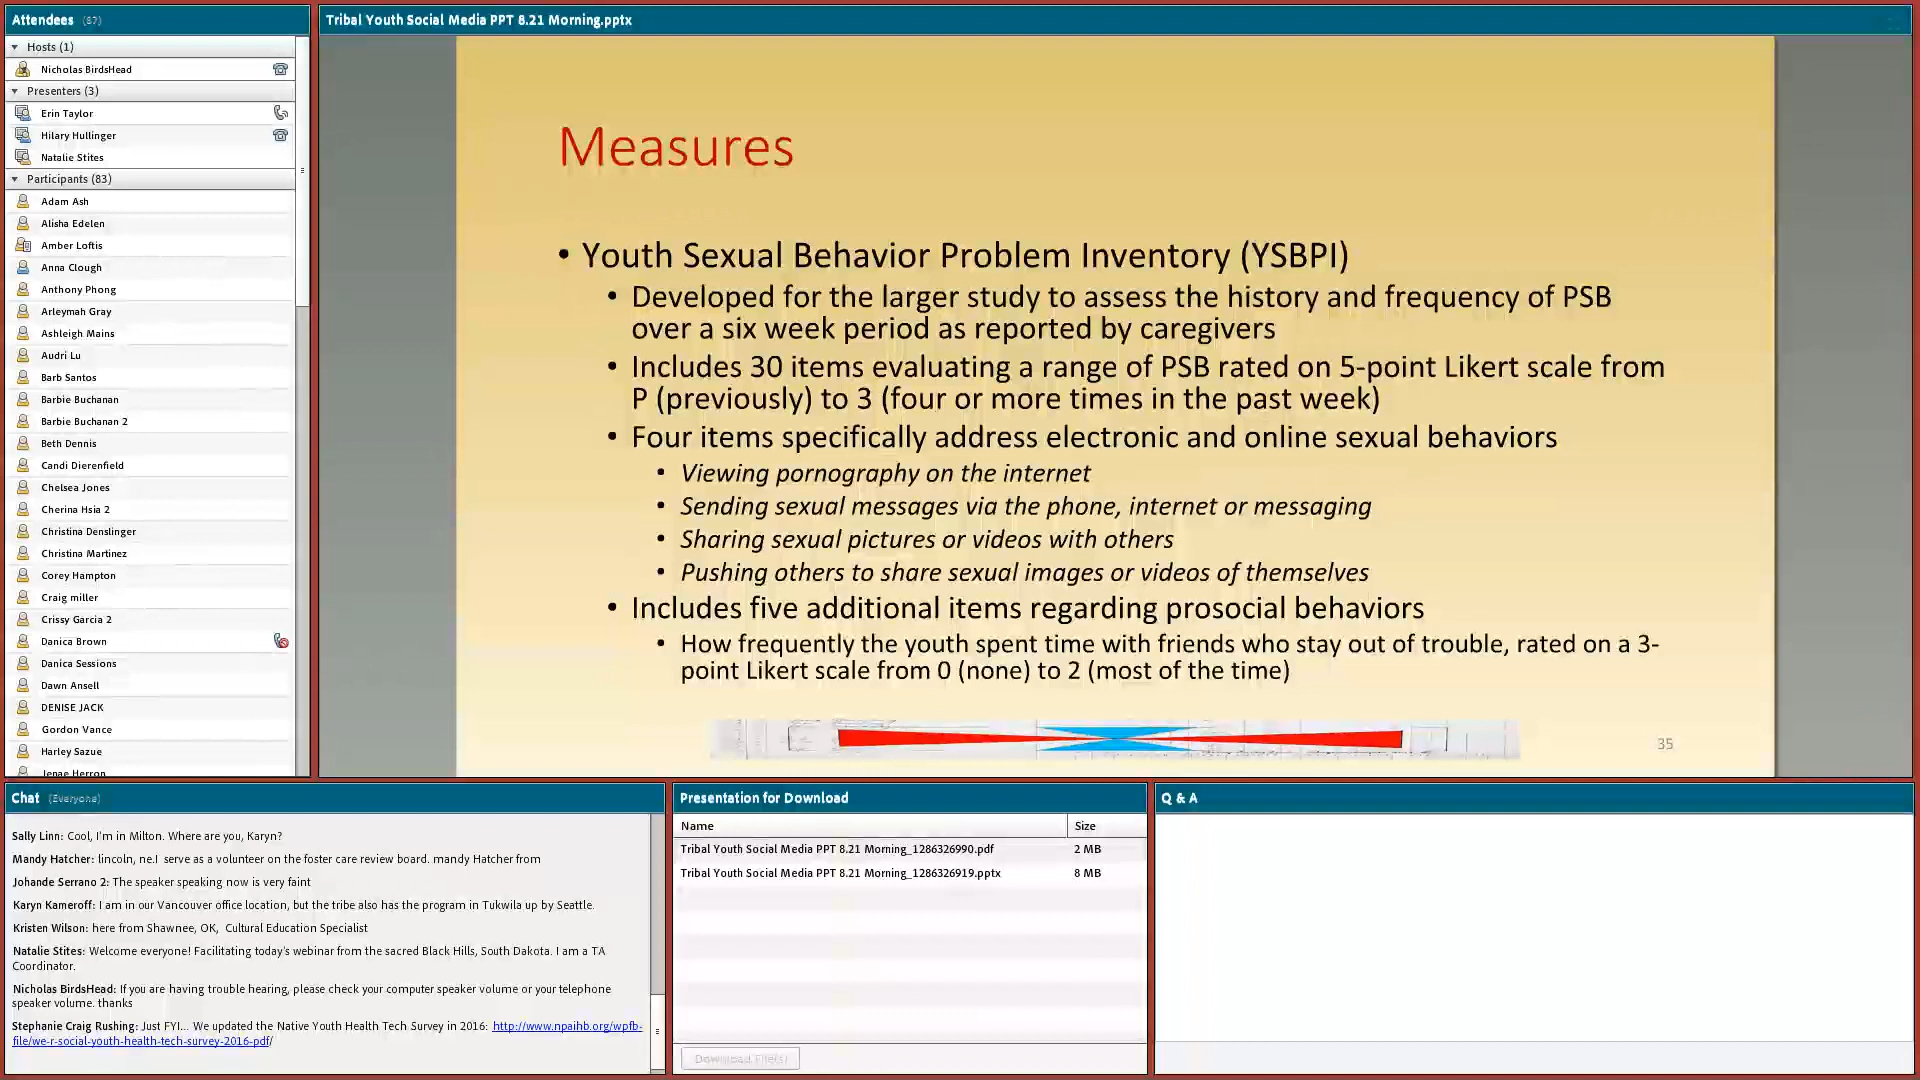 Attendees (87)
Hosts (1)
Nicholas BirdsHead
Presenters (3)
Erin Taylor
Hilary Hullinger
Natalie Stites
Participants (83)
Adam Ash
Alisha Edelen
Amber Loftis
Anna Clough
Anthony Phong
Arleymah Gray
Ashleigh Mains
Audri Lu
Barb Santos
Barbie Buchanan
Barbie Buchanan 2
Beth Dennis
Candi Dierenfield
Chelsea Jones
Cherina Hsia 2
Christina Denslinger
Christina Martinez
Corey Hampton
Craig miller
Crissy Garcia 2
Danica Brown
Danica Sessions
Dawn Ansell
DENISE JACK
Gordon Vance
Harley Sazue
Jenae Herron
Tribal Youth Social Media PPT 8.21 Morning.pptx
Measures
• Youth Sexual Behavior Problem Inventory (YSBPI)
• Developed for the larger study to assess the history and frequency of PSB
over a six week period as reported by caregivers
• Includes 30 items evaluating a range of PSB rated on 5-point Likert scale from
P (previously) to 3 (four or more times in the past week)
• Four items specifically address electronic and online sexual behaviors
• Viewing pornography on the internet
• Sending sexual messages via the phone, internet or messaging
• Sharing sexual pictures or videos with others
• Pushing others to share sexual images or videos of themselves
• Includes five additional items regarding prosocial behaviors
• How frequently the youth spent time with friends who stay out of trouble, rated on a 3-
point Likert scale from 0 (none) to 2 (most of the time)
35
Chat (Everyone)
Sally Linn: Cool, I'm in Milton. Where are you, Karyn?
Mandy Hatcher: lincoln, ne.I serve as a volunteer on the foster care review board. mandy Hatcher from
Johande Serrano 2: The speaker speaking now is very faint
Karyn Kameroff: I am in our Vancouver office location, but the tribe also has the program in Tukwila up by Seattle.
Kristen Wilson: here from Shawnee, OK, Cultural Education Specialist
Natalie Stites: Welcome everyone! Facilitating today's webinar from the sacred Black Hills, South Dakota. I am a TA
Coordinator.
Nicholas BirdsHead: If you are having trouble hearing, please check your computer speaker volume or your telephone
speaker volume. thanks
Stephanie Craig Rushing: Just FYI... We updated the Native Youth Health Tech Survey in 2016: http://www.npaihb.org/wpfb-
file/we-r-social-youth-health-tech-survey-2016-pdf/
Presentation for Download
Name Size
Tribal Youth Social Media PPT 8.21 Morning_1286326990.pdf 2 MB
Tribal Youth Social Media PPT 8.21 Morning_1286326919.pptx 8 MB
Download File(s)
Q & A